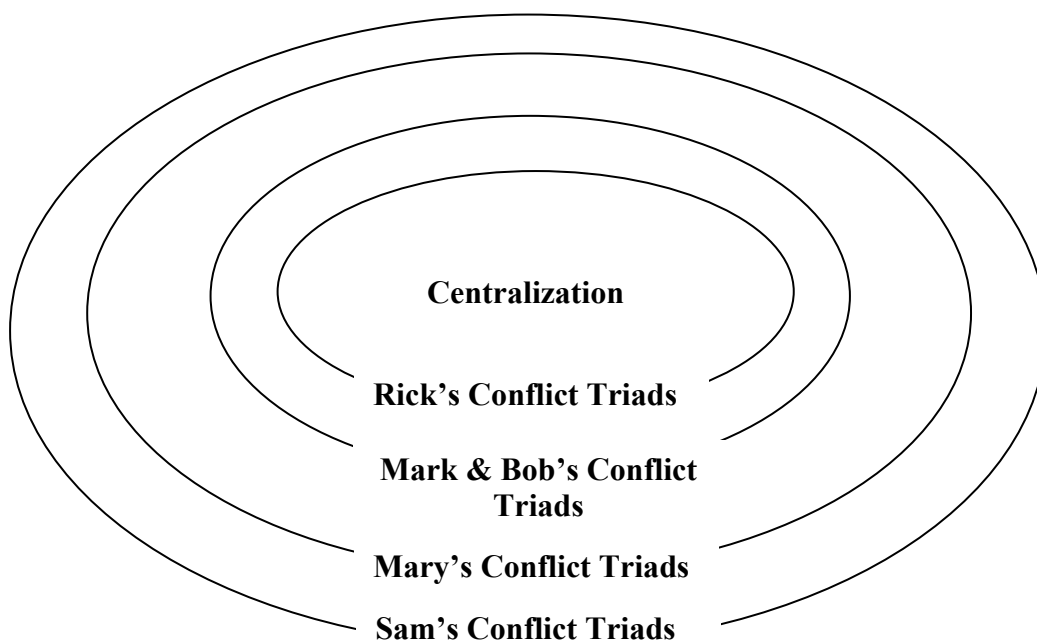 Centralization
Rick’s Conflict Triads
Mark & Bob’s Conflict
Triads
Mary’s Conflict Triads
Sam’s Conflict Triads